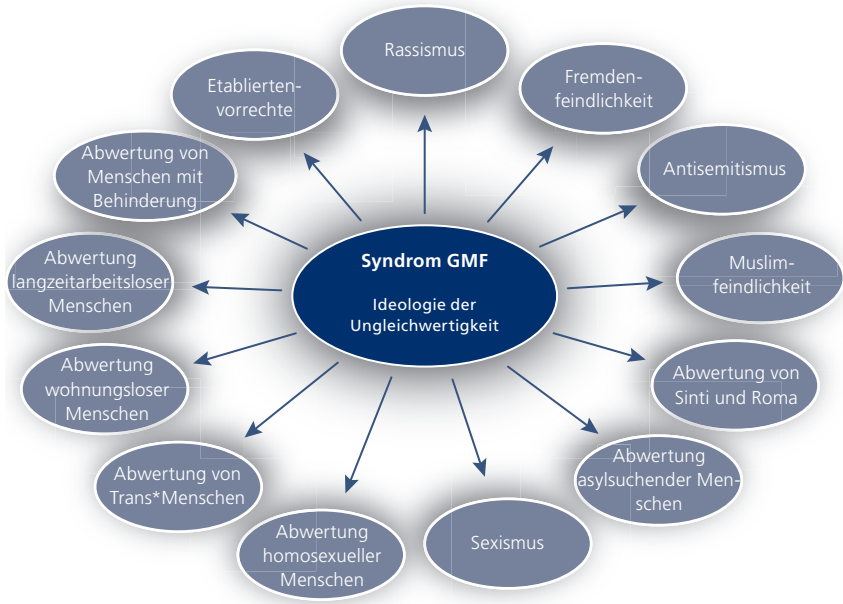 Rassismus
Fremden-
feindlichkeit
Antisemitismus
Muslim-
feindlichkeit
Abwertung von
Sinti und Roma
Abwertung
asylsuchender Men-
schen
Sexismus
Abwertung
homosexueller
Menschen
Abwertung von
Trans*Menschen
Abwertung
wohnungsloser
Menschen
Abwertung
langzeitarbeitsloser
Menschen
Abwertung von
Menschen mit
Behinderung
Etablierten-
vorrechte
Syndrom GMF
Ideologie der
Ungleichwertigkeit